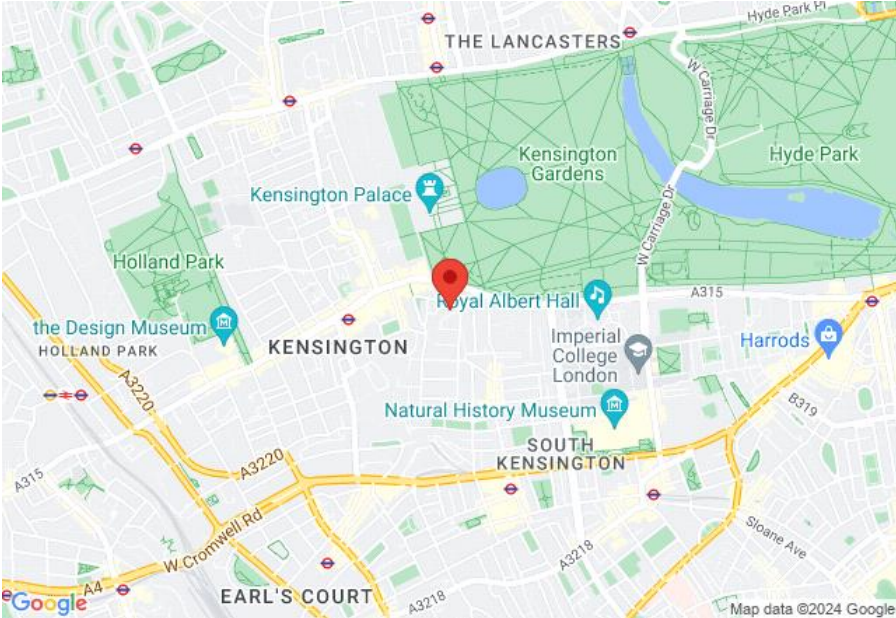 Hyde Park Pl
THE LANCASTERS
W Carriage Dr
Kensington
Gardens
Hyde Park
Kensington Palace
W Carriage Dr
Holland Park
Royal Albert Hall
A315
the Design Museum
HOLLAND PARK
KENSINGTON
Imperial
College
London
Harrods
A3220
B319
Natural History Museum
SOUTH
KENSINGTON
A315
A3220
W Cromwell Rd
Sloane Ave
A3218
A4
EARL'S COURT
A3218
Google
Map data ©2024 Google